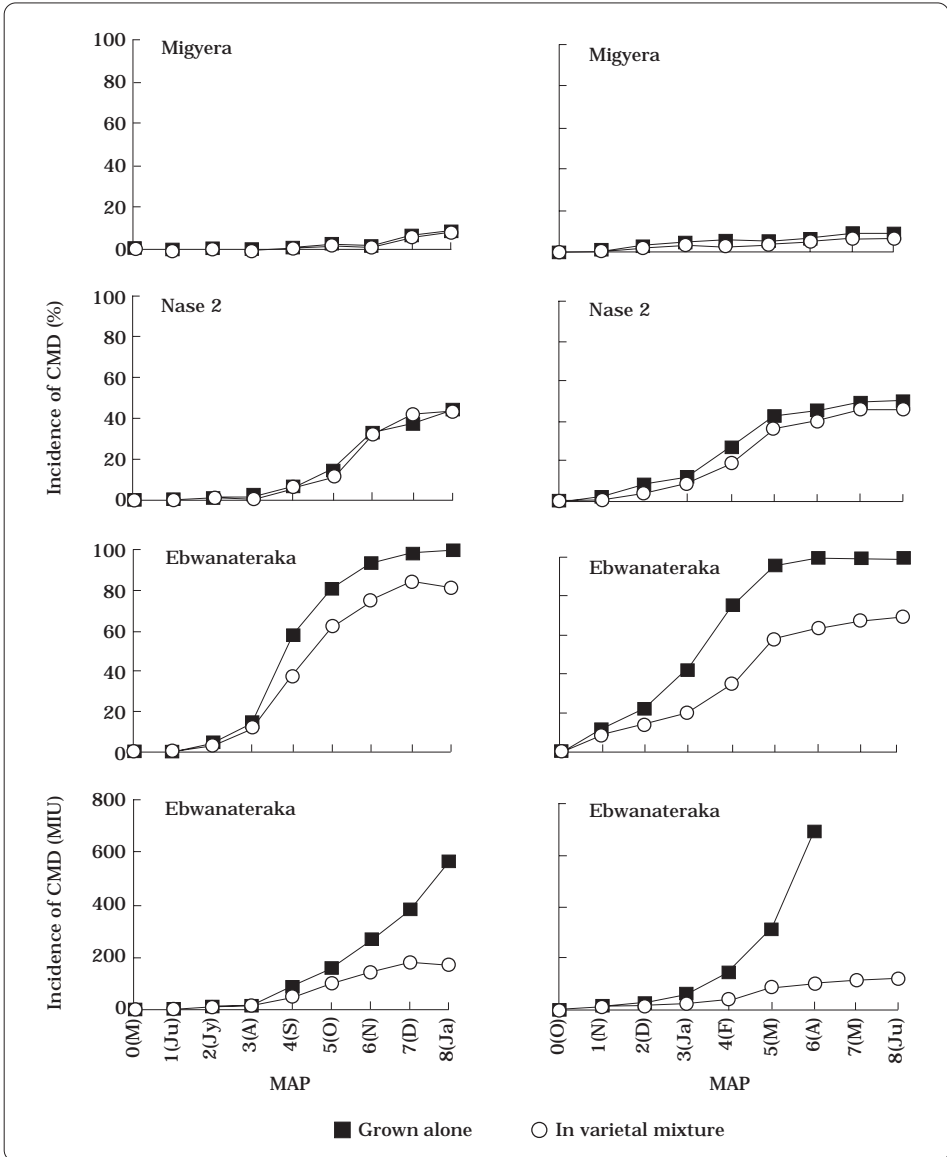 100
80
60
40
20
0
Migyera
Migyera
100
80
60
40
20
0
Nase 2
Nase 2
Incidence of CMD (%)
100
80
60
40
20
0
Ebwanateraka
Ebwanateraka
800
600
400
200
0
Ebwanateraka
Ebwanateraka
Incidence of CMD (MIU)
0(M)
1(Ju)
2(Jy)
3(A)
4(S)
5(O)
6(N)
7(D)
8(Ja)
0(O)
1(N)
2(D)
3(Ja)
4(F)
5(M)
6(A)
7(M)
8(Ju)
MAP
MAP
Grown alone
In varietal mixture